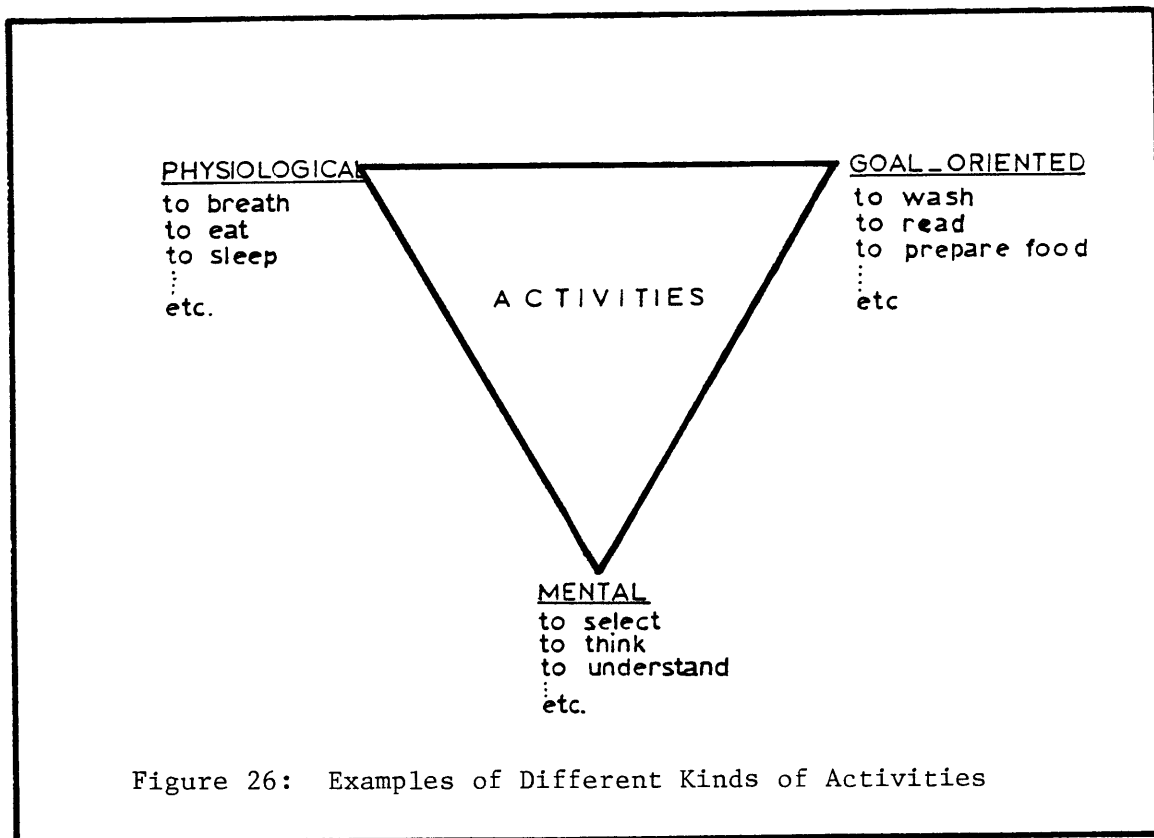 PHYSIOLOGICAL
to breath
to eat
to sleep
etc.
GOAL_ORIENTED
to wash
to read
to prepare food
etc
ACTIVITIES
MENTAL
to select
to think
to understand
etc.
Figure 26: Examples of Different Kinds of Activities